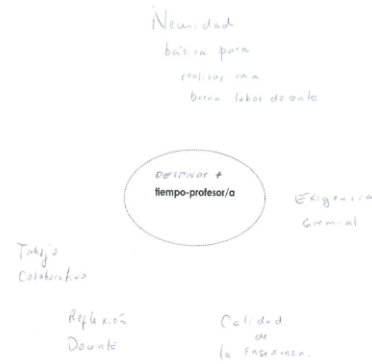 Necesidad
básica para
realizar una
buena labor docente
Destinar +
tiempo-profesor/a
Exigencia
Gremial
Trabajo
Colaborativo
Reflexión
Docente
Calidad
de
la Enseñanza.